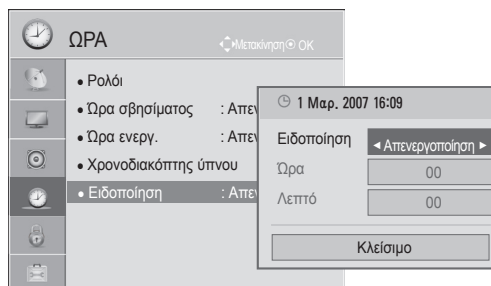 ΩΡΑ
Μετακίνηση OK
• Ρολόι
• Ώρα σβησίματος : Απεν
• Ώρα ενεργ. : Απεν
• Χρονοδιακόπτης ύπνου
• Ειδοποίηση : Απεν
1 Μαρ. 2007 16:09
Ειδοποίηση ◄ Απενεργοποίηση ►
Ώρα 00
Λεπτό 00
Κλείσιμο